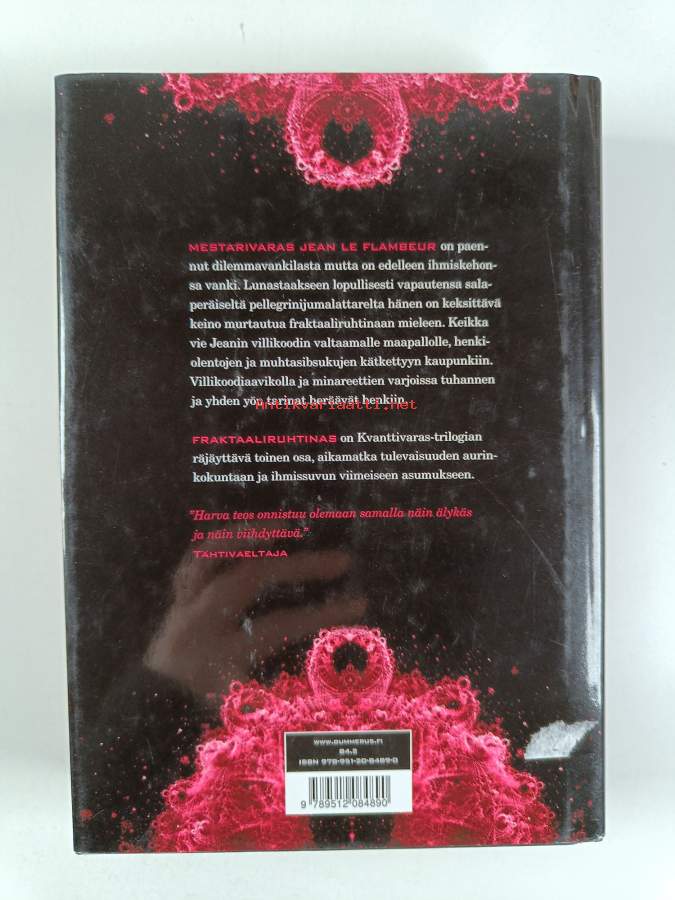 MESTARIVARAS JEAN LE FLAMBEUR on paen-
nut dilemmavankilasta mutta on edelleen ihmiskehon-
sa vanki. Lunastaakseen lopullisesti vapautensa sala-
peräiseltä pellegrinijumalattarelta hänen on keksittävä
keino murtautua fraktaaliruhtinaan mieleen. Keikka
vie Jeanin villikoodin valtaamalle maapallolle, henki-
olentojen ja muhtasibsukujen kätkettyyn kaupunkiin.
Villikoodiaavikolla ja minareettien varjoissa tuhannen
ja yhden yön tarinat heräävät henkiin.
Antikvariaatti.net
FRAKTAALIRUHTINAS on Kvanttivaras-trilogian
räjäyttävä toinen osa, aikamatka tulevaisuuden aurin-
kokuntaan ja ihmissuvun viimeiseen asumukseen.
"Harva teos onnistuu olemaan samalla näin älykäs
ja näin viihdyttävä."
TÄHTIVAELTAJA
WWW.GUMMERUS.FI
84.2
ISBN 978-951-20-8489-0
9 789512 084890